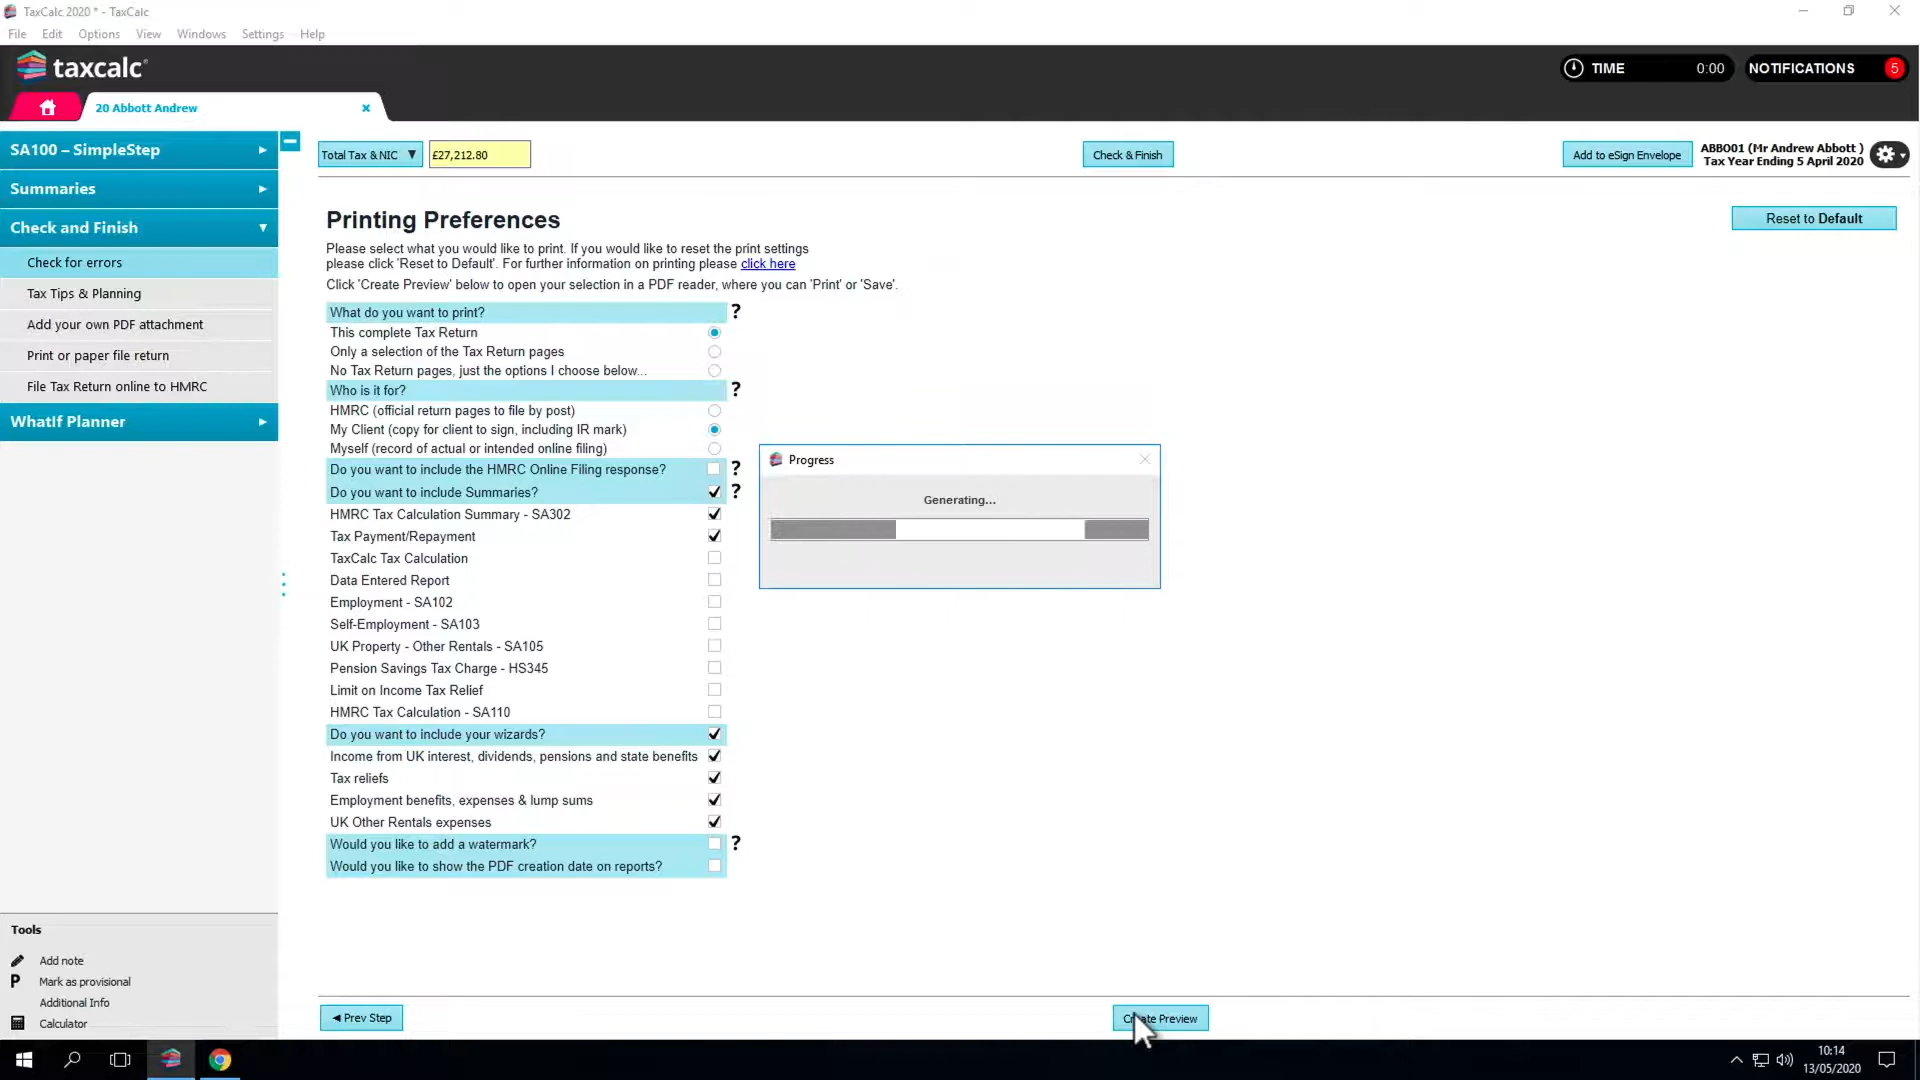 TaxCalc 2020 * - TaxCalc
File Edit Options View Windows Settings Help
taxcalc
TIME 0:00 NOTIFICATIONS 5
20 Abbott Andrew
SA100 – SimpleStep
Summaries
Check and Finish
Check for errors
Tax Tips & Planning
Add your own PDF attachment
Print or paper file return
File Tax Return online to HMRC
WhatIf Planner
Tools
Add note
P Mark as provisional
Additional Info
Calculator
Total Tax & NIC £27,212.80
Check & Finish
Add to eSign Envelope
ABBO01 (Mr Andrew Abbott )
Tax Year Ending 5 April 2020
Printing Preferences
Reset to Default
Please select what you would like to print. If you would like to reset the print settings
please click 'Reset to Default'. For further information on printing please click here
Click 'Create Preview' below to open your selection in a PDF reader, where you can 'Print' or 'Save'.
What do you want to print? ?
This complete Tax Return
Only a selection of the Tax Return pages
No Tax Return pages, just the options I choose below...
Who is it for? ?
HMRC (official return pages to file by post)
My Client (copy for client to sign, including IR mark)
Myself (record of actual or intended online filing)
Do you want to include the HMRC Online Filing response? ?
Do you want to include Summaries? ?
HMRC Tax Calculation Summary - SA302
Tax Payment/Repayment
TaxCalc Tax Calculation
Data Entered Report
Employment - SA102
Self-Employment - SA103
UK Property - Other Rentals - SA105
Pension Savings Tax Charge - HS345
Limit on Income Tax Relief
HMRC Tax Calculation - SA110
Do you want to include your wizards?
Income from UK interest, dividends, pensions and state benefits
Tax reliefs
Employment benefits, expenses & lump sums
UK Other Rentals expenses
Would you like to add a watermark? ?
Would you like to show the PDF creation date on reports?
Progress
Generating...
Prev Step
Create Preview
10:14
13/05/2020